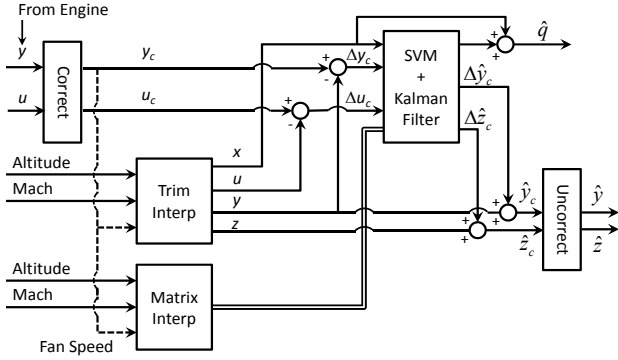 From Engine
y
u
Correct
y_c
u_c
+
-
Δy_c
+
-
Δu_c
SVM
+
Kalman
Filter
+
+
q̂
Δŷ_c
Δẑ_c
Altitude
Mach
Trim
Interp
x
u
y
z
+
+
+
+
ŷ_c
ẑ_c
Uncorrect
ŷ
ẑ
Altitude
Mach
Matrix
Interp
Fan Speed